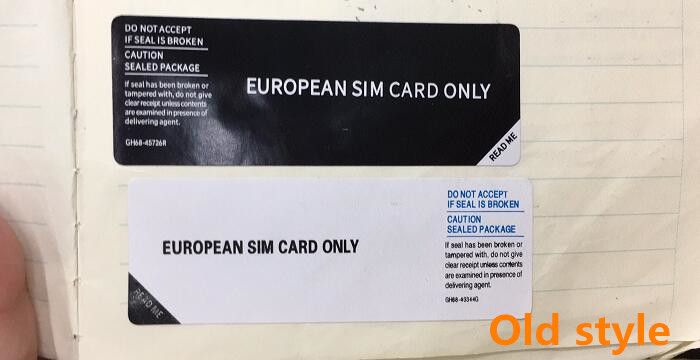 DO NOT ACCEPT
IF SEAL IS BROKEN
CAUTION
SEALED PACKAGE
If seal has been broken or
tampered with, do not give
clear receipt unless contents
are examined in presence of
delivering agent.
GH68-45726R
EUROPEAN SIM CARD ONLY
READ ME
EUROPEAN SIM CARD ONLY
READ ME
DO NOT ACCEPT
IF SEAL IS BROKEN
CAUTION
SEALED PACKAGE
If seal has been broken or
tampered with, do not give
clear receipt unless contents
are examined in presence of
delivering agent.
GH68-43344G
Old style